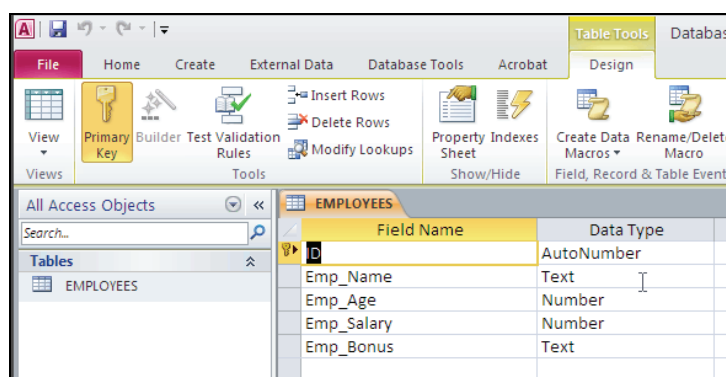 A
Table Tools Databas
File Home Create External Data Database Tools Acrobat Design
View Primary Key Builder Test Validation Rules Insert Rows Delete Rows Modify Lookups Property Sheet Indexes Create Data Macros Rename/Delete Macro
Views Tools Show/Hide Field, Record & Table Event
All Access Objects « EMPLOYEES
Search... Field Name Data Type
Tables ID AutoNumber
EMPLOYEES Emp_Name Text
Emp_Age Number
Emp_Salary Number
Emp_Bonus Text